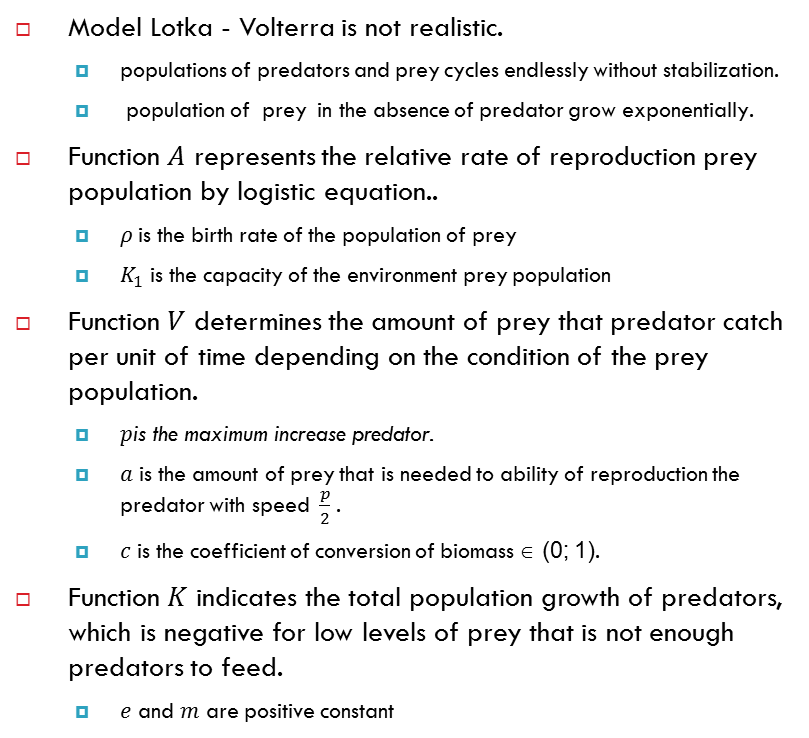 Model Lotka - Volterra is not realistic.
populations of predators and prey cycles endlessly without stabilization.
population of prey in the absence of predator grow exponentially.
Function A represents the relative rate of reproduction prey
population by logistic equation..
ρ is the birth rate of the population of prey
K₁ is the capacity of the environment prey population
Function V determines the amount of prey that predator catch
per unit of time depending on the condition of the prey
population.
pis the maximum increase predator.
a is the amount of prey that is needed to ability of reproduction the
predator with speed p/2 .
c is the coefficient of conversion of biomass ∈ (0; 1).
Function K indicates the total population growth of predators,
which is negative for low levels of prey that is not enough
predators to feed.
e and m are positive constant